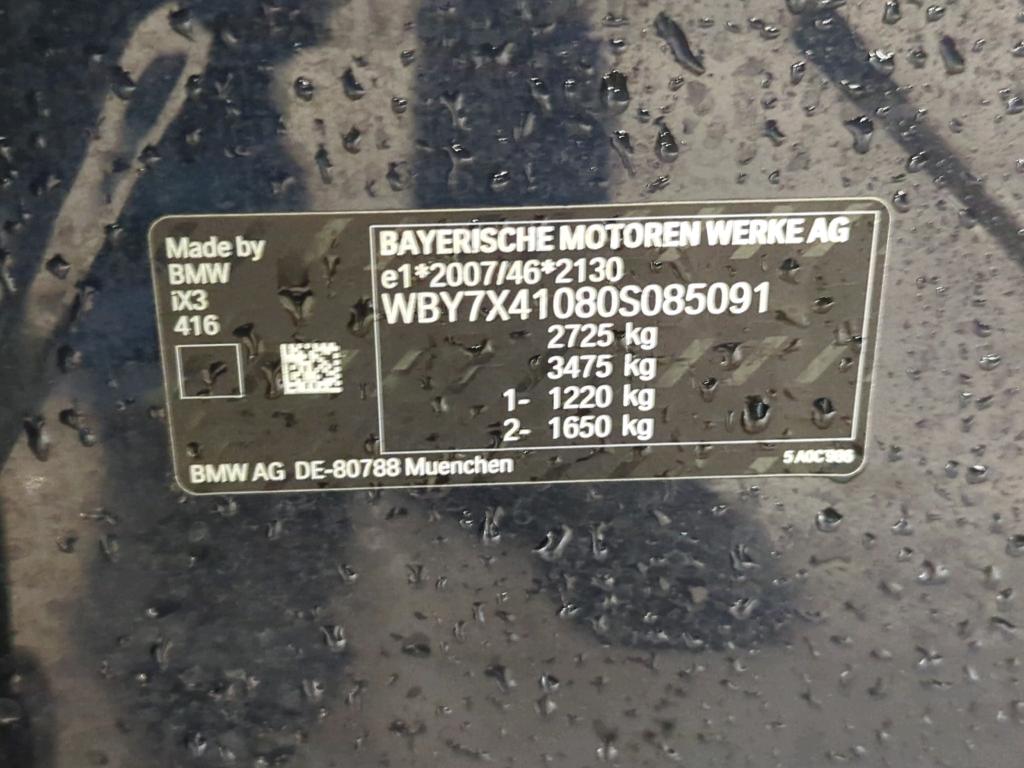 Made by
BMW
iX3
416
BAYERISCHE MOTOREN WERKE AG
e1*2007/46*2130
WBY7X41080S085091
2725 kg
3475 kg
1- 1220 kg
2- 1650 kg
BMW AG DE-80788 Muenchen